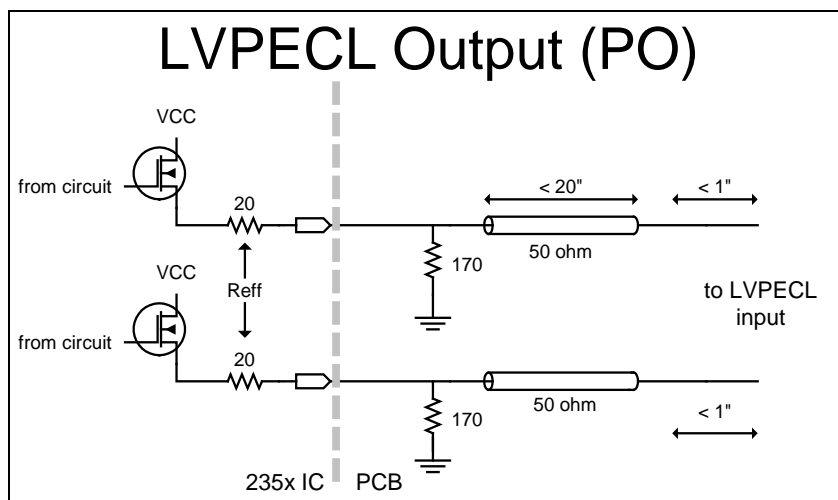 LVPECL Output (PO)
VCC
from circuit
20
< 20"
< 1"
50 ohm
170
VCC
Reff
to LVPECL
input
from circuit
20
50 ohm
170
< 1"
235x IC
PCB